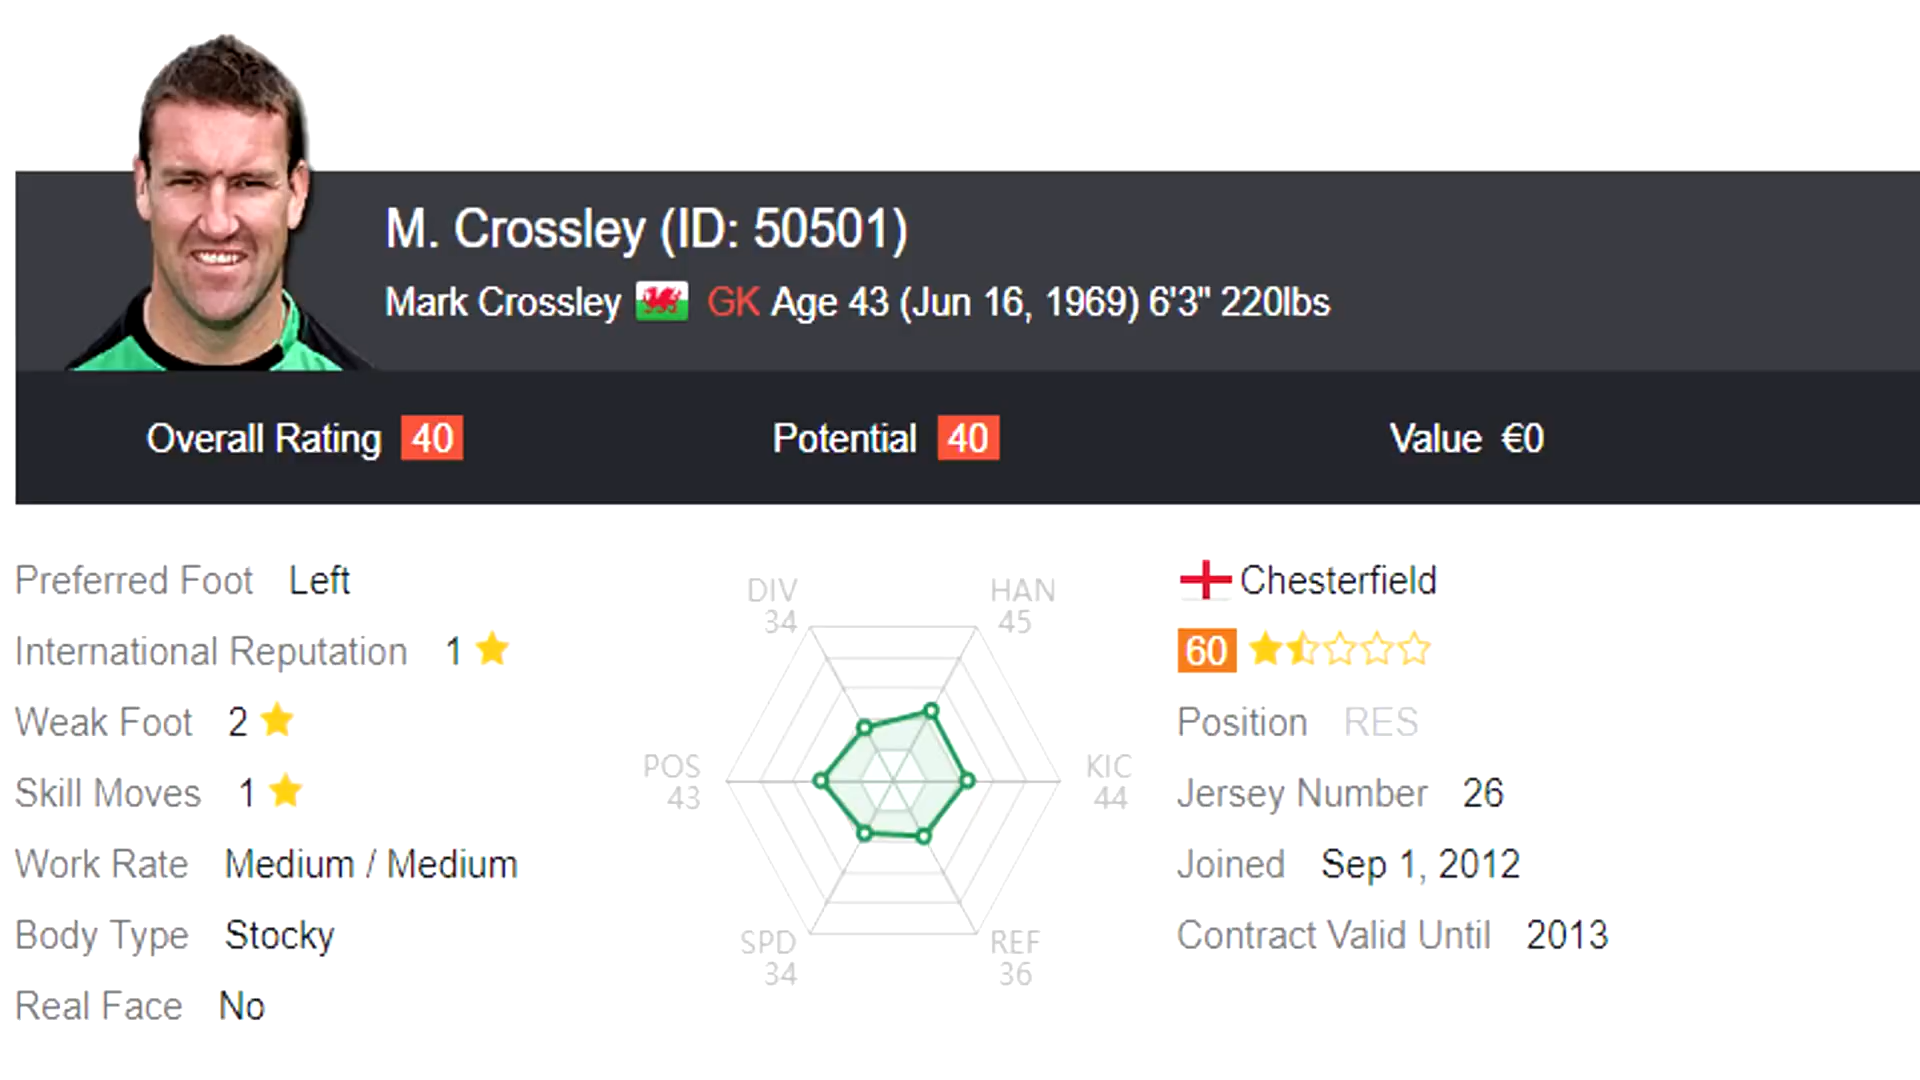 M. Crossley (ID: 50501)
Mark Crossley GK Age 43 (Jun 16, 1969) 6'3" 220lbs
Overall Rating 40 Potential 40 Value €0
Preferred Foot Left
International Reputation 1
Weak Foot 2
Skill Moves 1
Work Rate Medium / Medium
Body Type Stocky
Real Face No
DIV
34
HAN
45
POS
43
KIC
44
SPD
34
REF
36
Chesterfield
60
Position RES
Jersey Number 26
Joined Sep 1, 2012
Contract Valid Until 2013